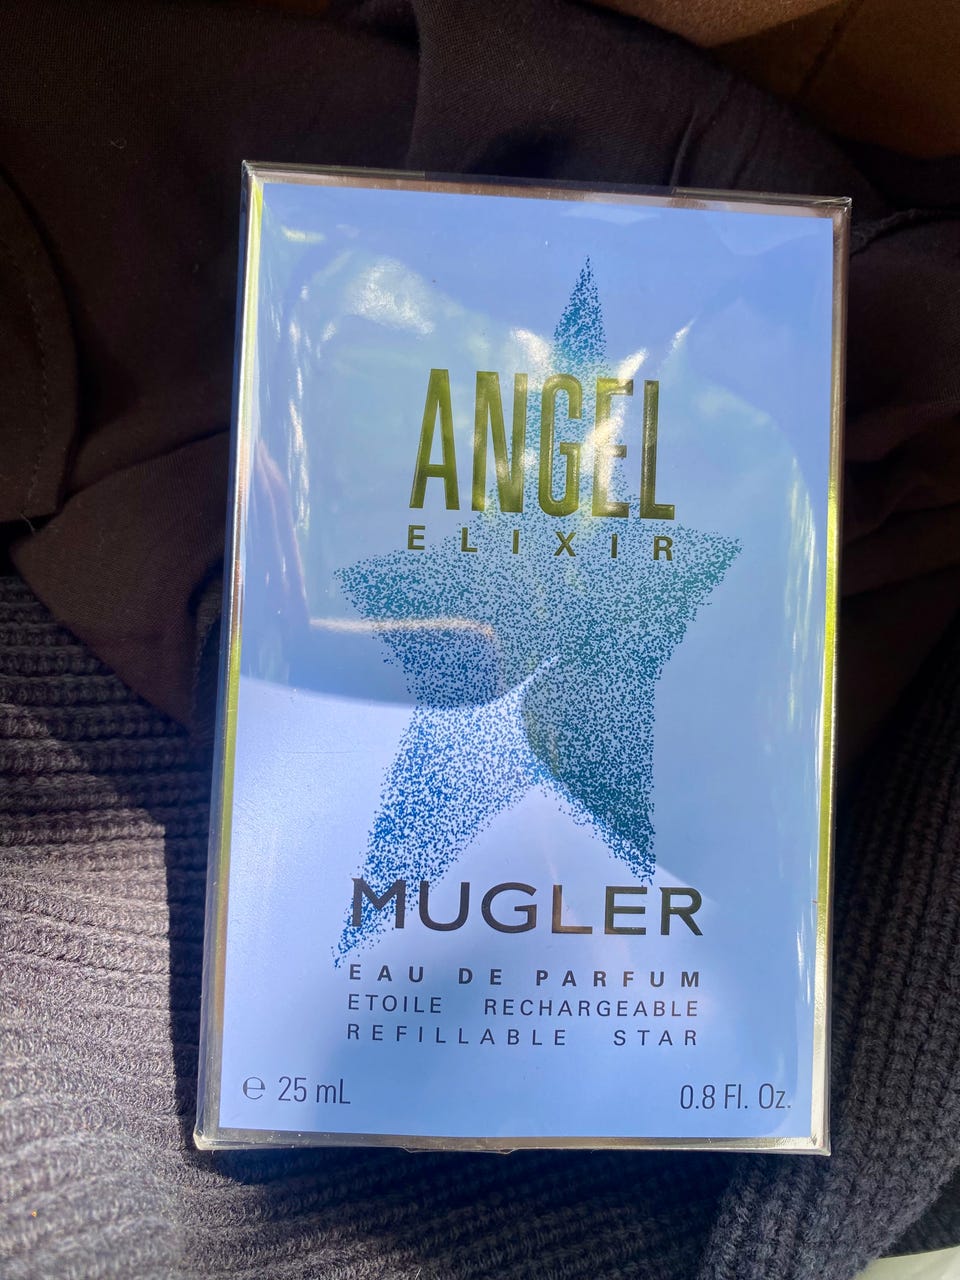 ANGEL
ELIXIR
MUGLER
EAU DE PARFUM
ETOILE RECHARGEABLE
REFILLABLE STAR
℮ 25 mL 0.8 Fl. Oz.